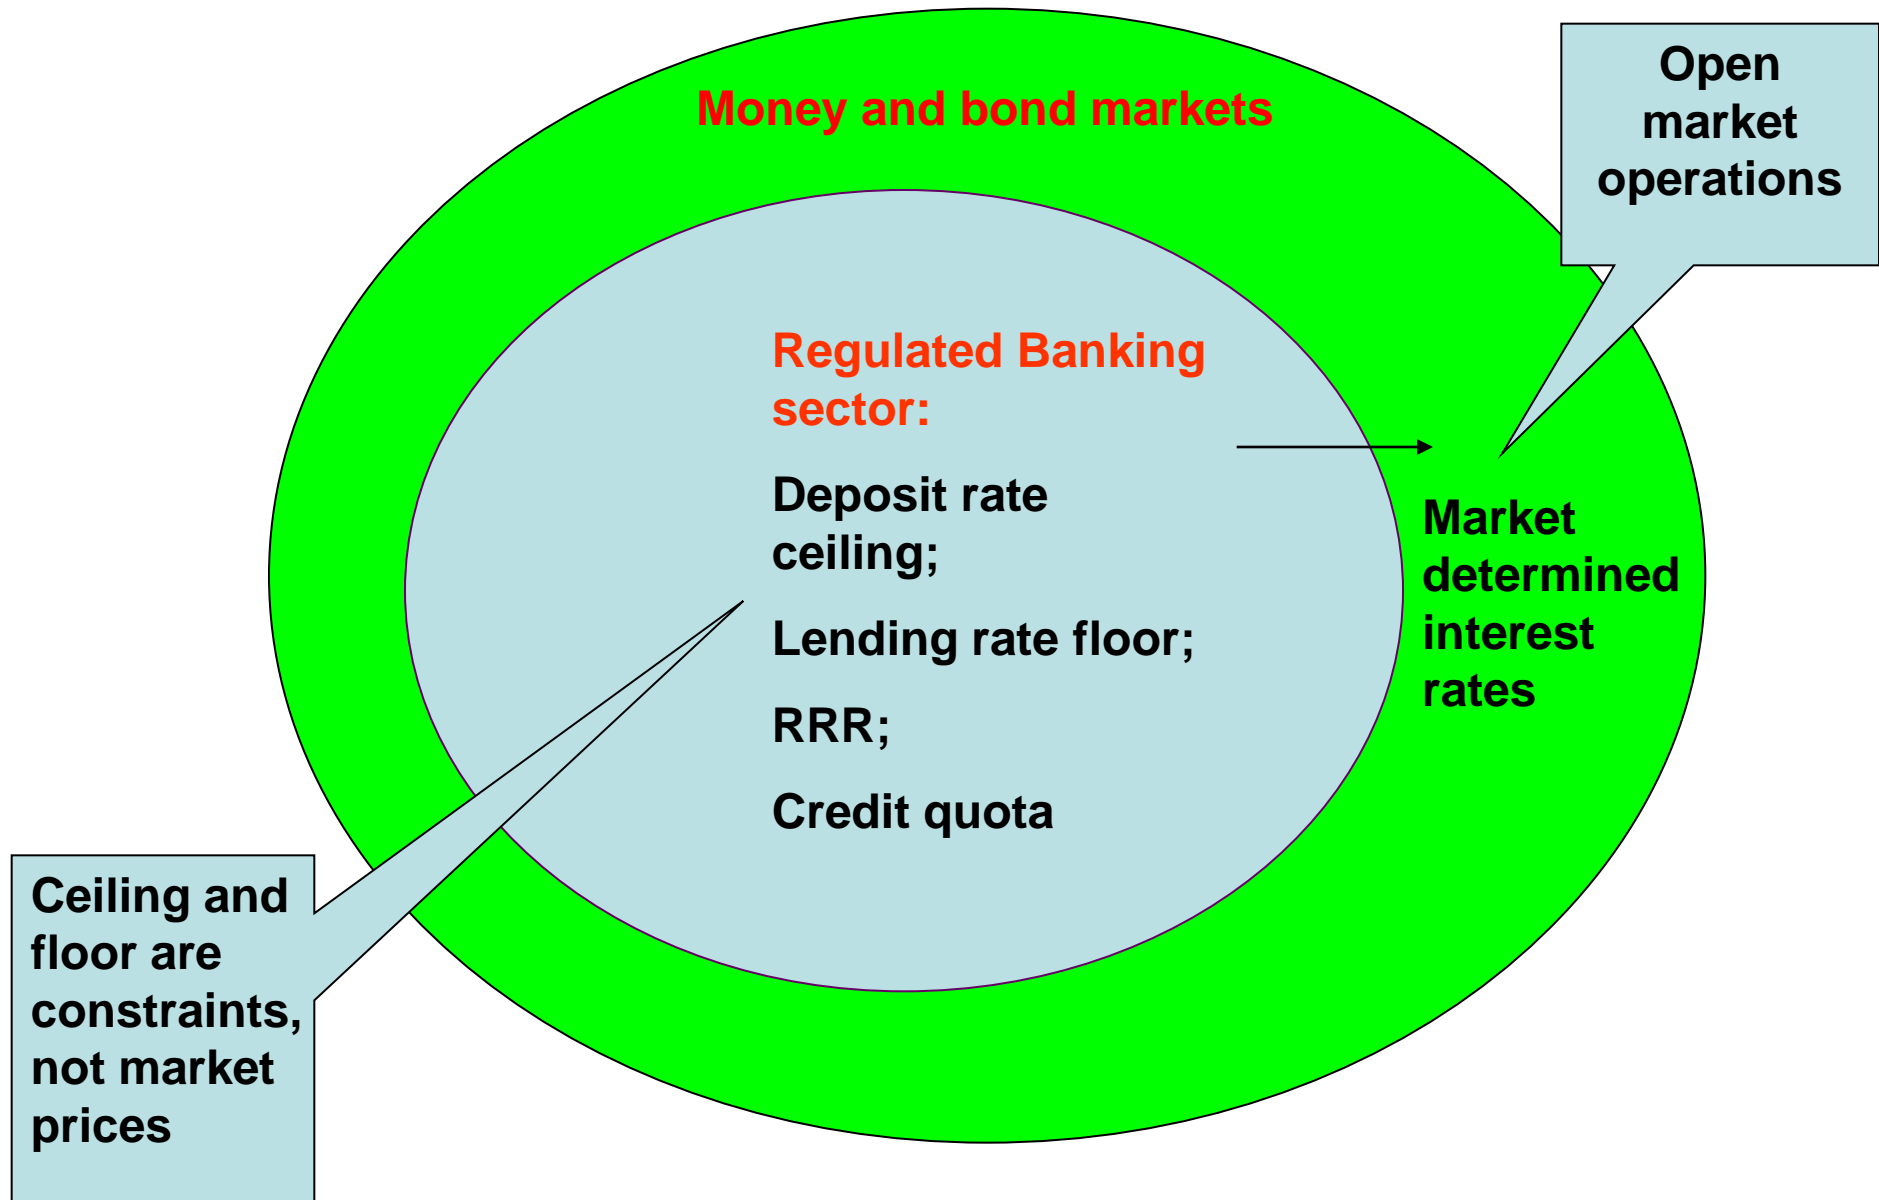 Money and bond markets
Open
market
operations
Regulated Banking
sector:
Deposit rate
ceiling;
Lending rate floor;
RRR;
Credit quota
Market
determined
interest
rates
Ceiling and
floor are
constraints,
not market
prices